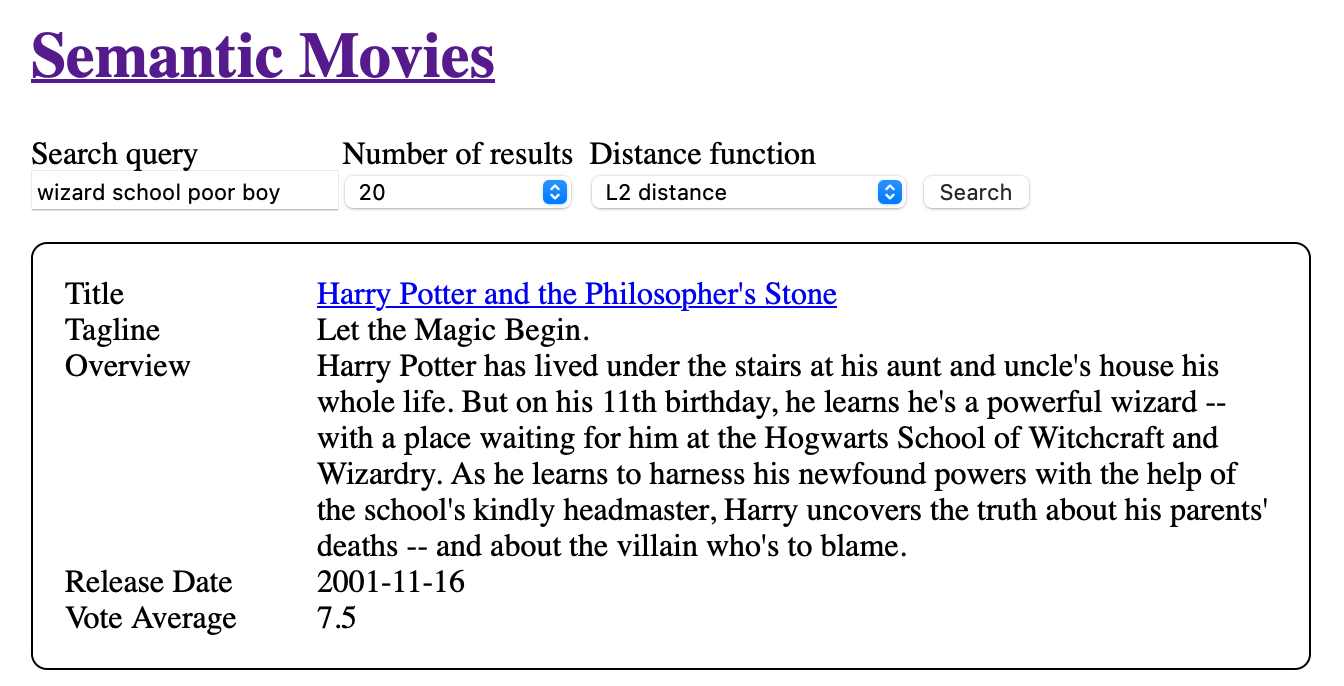 Semantic Movies
Search query Number of results Distance function
wizard school poor boy 20 L2 distance Search
Title Harry Potter and the Philosopher's Stone
Tagline Let the Magic Begin.
Overview Harry Potter has lived under the stairs at his aunt and uncle's house his
whole life. But on his 11th birthday, he learns he's a powerful wizard --
with a place waiting for him at the Hogwarts School of Witchcraft and
Wizardry. As he learns to harness his newfound powers with the help of
the school's kindly headmaster, Harry uncovers the truth about his parents'
deaths -- and about the villain who's to blame.
Release Date 2001-11-16
Vote Average 7.5